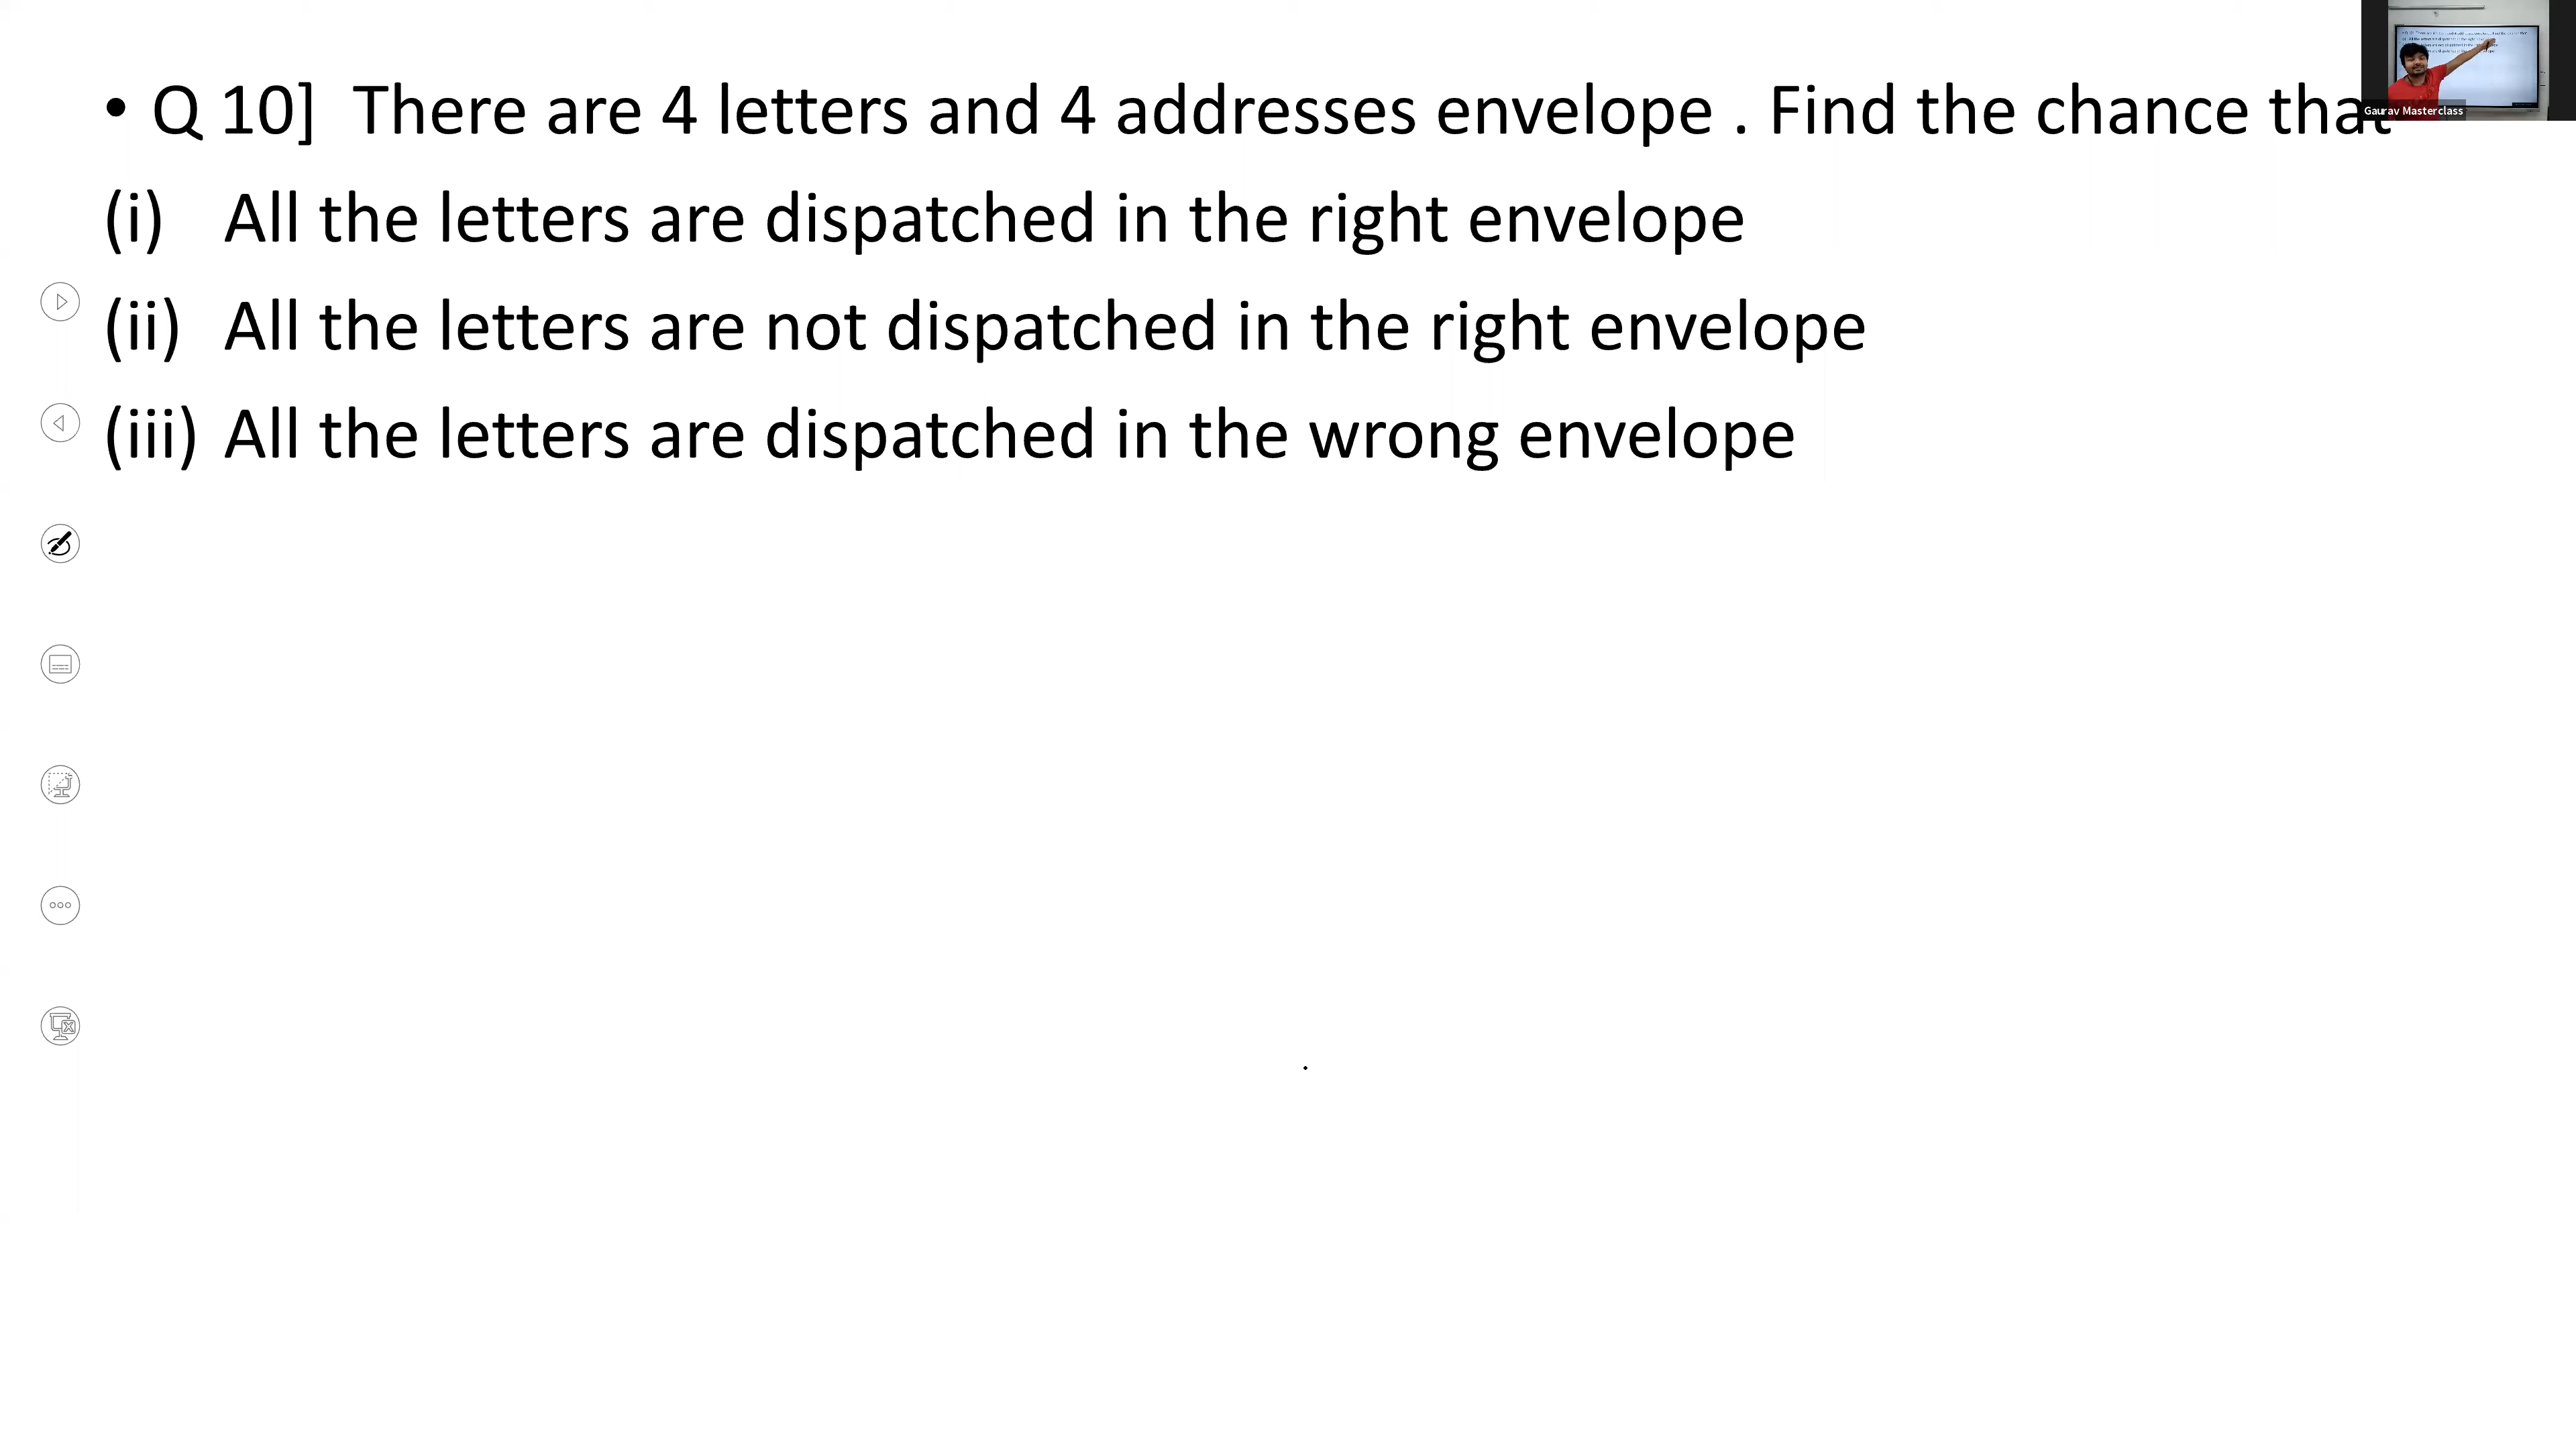 • Q 10] There are 4 letters and 4 addresses envelope . Find the chance that
(i) All the letters are dispatched in the right envelope
(ii) All the letters are not dispatched in the right envelope
(iii) All the letters are dispatched in the wrong envelope
Gaurav Masterclass